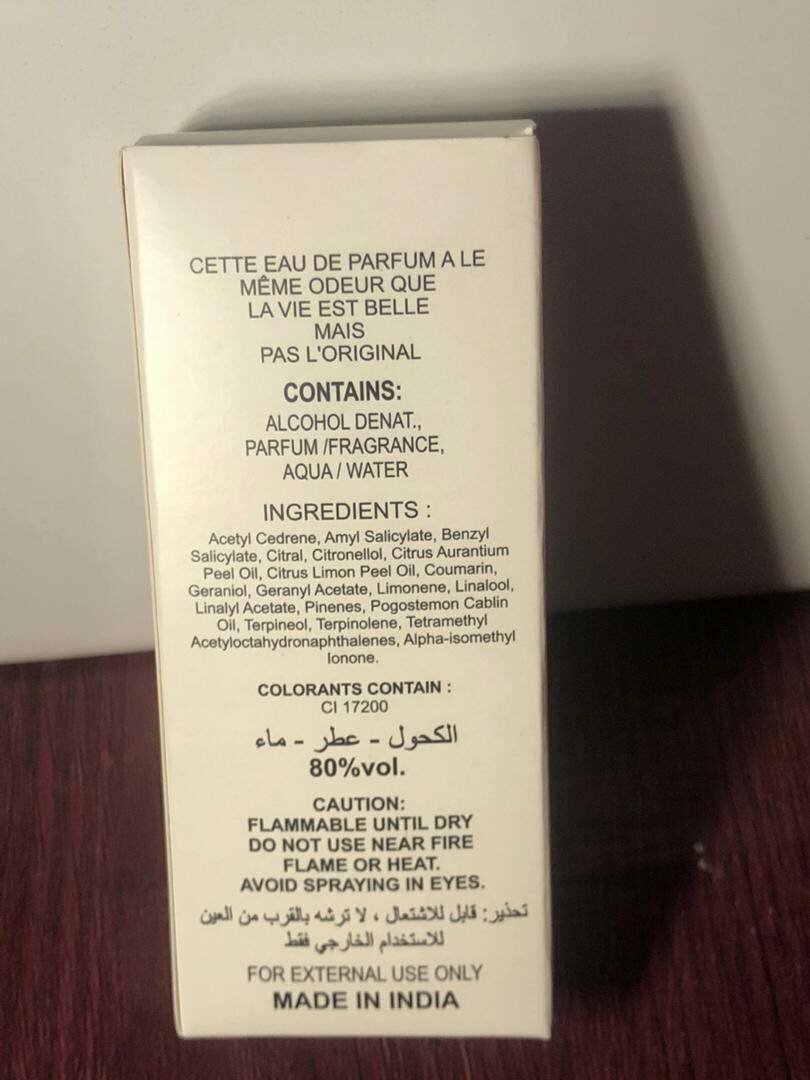 CETTE EAU DE PARFUM A LE
MÊME ODEUR QUE
LA VIE EST BELLE
MAIS
PAS L'ORIGINAL
CONTAINS:
ALCOHOL DENAT.,
PARFUM /FRAGRANCE,
AQUA / WATER
INGREDIENTS :
Acetyl Cedrene, Amyl Salicylate, Benzyl
Salicylate, Citral, Citronellol, Citrus Aurantium
Peel Oil, Citrus Limon Peel Oil, Coumarin,
Geraniol, Geranyl Acetate, Limonene, Linalool,
Linalyl Acetate, Pinenes, Pogostemon Cablin
Oil, Terpineol, Terpinolene, Tetramethyl
Acetyloctahydronaphthalenes, Alpha-isomethyl
Ionone.
COLORANTS CONTAIN :
CI 17200
الكحول - عطر - ماء
80%vol.
CAUTION:
FLAMMABLE UNTIL DRY
DO NOT USE NEAR FIRE
FLAME OR HEAT.
AVOID SPRAYING IN EYES.
تحذير: قابل للاشتعال ، لا ترشه بالقرب من العين
للاستخدام الخارجي فقط
FOR EXTERNAL USE ONLY
MADE IN INDIA